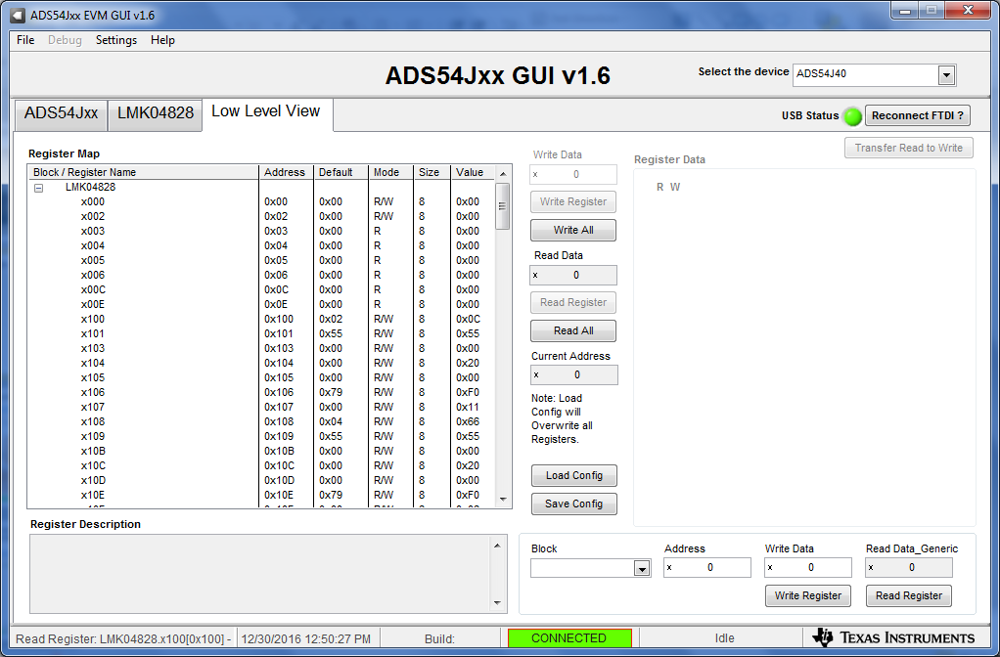 ADS54Jxx EVM GUI v1.6
File Debug Settings Help
ADS54Jxx GUI v1.6
Select the device ADS54J40
ADS54Jxx LMK04828 Low Level View
USB Status Reconnect FTDI ?
Transfer Read to Write
Register Map
Block / Register Name Address Default Mode Size Value
LMK04828
x000 0x00 0x00 R/W 8 0x00
x002 0x02 0x00 R/W 8 0x00
x003 0x03 0x00 R 8 0x00
x004 0x04 0x00 R 8 0x00
x005 0x05 0x00 R 8 0x00
x006 0x06 0x00 R 8 0x00
x00C 0x0C 0x00 R 8 0x00
x00E 0x0E 0x00 R 8 0x00
x100 0x100 0x02 R/W 8 0x0C
x101 0x101 0x55 R/W 8 0x55
x103 0x103 0x00 R/W 8 0x00
x104 0x104 0x00 R/W 8 0x20
x105 0x105 0x00 R/W 8 0x00
x106 0x106 0x79 R/W 8 0xF0
x107 0x107 0x00 R/W 8 0x11
x108 0x108 0x04 R/W 8 0x66
x109 0x109 0x55 R/W 8 0x55
x10B 0x10B 0x00 R/W 8 0x00
x10C 0x10C 0x00 R/W 8 0x20
x10D 0x10D 0x00 R/W 8 0x00
x10E 0x10E 0x79 R/W 8 0xF0
Write Data
x 0
Write Register
Write All
Read Data
x 0
Read Register
Read All
Current Address
x 0
Note: Load
Config will
Overwrite all
Registers.
Load Config
Save Config
Register Data
R W
Register Description
Block Address Write Data Read Data_Generic
x 0 x 0 x 0
Write Register Read Register
Read Register: LMK04828.x100[0x100] - 12/30/2016 12:50:27 PM Build: CONNECTED Idle TEXAS INSTRUMENTS